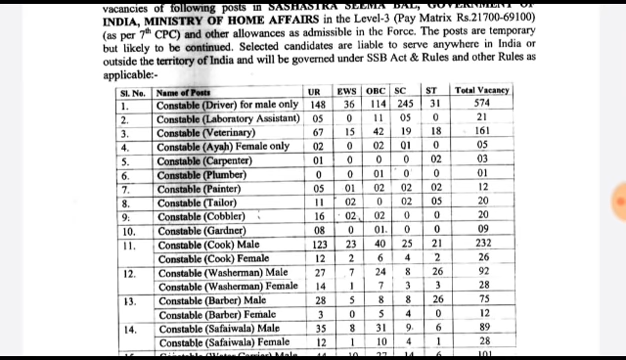 vacancies of following posts in SASHASTRA SEEMA BAL, GOVERNMENT OF
INDIA, MINISTRY OF HOME AFFAIRS in the Level-3 (Pay Matrix Rs.21700-69100)
(as per 7th CPC) and other allowances as admissible in the Force. The posts are temporary
but likely to be continued. Selected candidates are liable to serve anywhere in India or
outside the territory of India and will be governed under SSB Act & Rules and other Rules as
applicable:-
Sl. No. Name of Posts UR EWS OBC SC ST Total Vacancy
1. Constable (Driver) for male only 148 36 114 245 31 574
2. Constable (Laboratory Assistant) 05 0 11 05 0 21
3. Constable (Veterinary) 67 15 42 19 18 161
4. Constable (Ayah) Female only 02 0 02 01 0 05
5. Constable (Carpenter) 01 0 0 0 02 03
6. Constable (Plumber) 0 0 01 0 0 01
7. Constable (Painter) 05 01 02 02 02 12
8. Constable (Tailor) 11 02 0 02 05 20
9. Constable (Cobbler) 16 02 02 0 0 20
10. Constable (Gardner) 08 0 01. 0 0 09
11. Constable (Cook) Male 123 23 40 25 21 232
Constable (Cook) Female 12 2 6 4 2 26
12. Constable (Washerman) Male 27 7 24 8 26 92
Constable (Washerman) Female 14 1 7 3 3 28
13. Constable (Barber) Male 28 5 8 8 26 75
Constable (Barber) Female 3 0 5 4 0 12
14. Constable (Safaiwala) Male 35 8 31 9 6 89
Constable (Safaiwala) Female 12 1 10 4 1 28
Constable (Water Carrier) Male 10 14 6 101